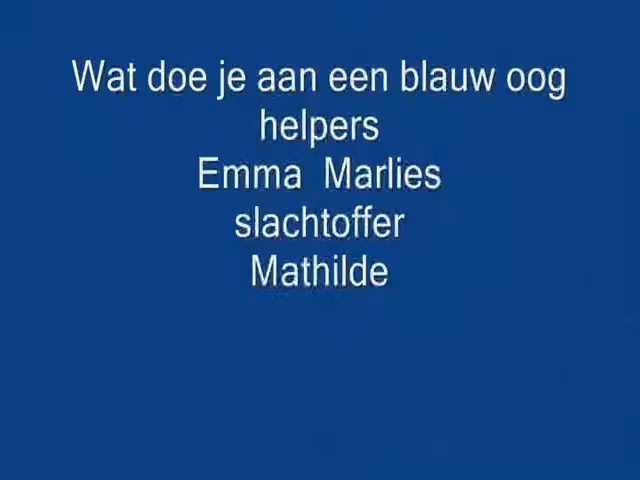 Wat doe je aan een blauw oog
helpers
Emma  Marlies
slachtoffer
Mathilde